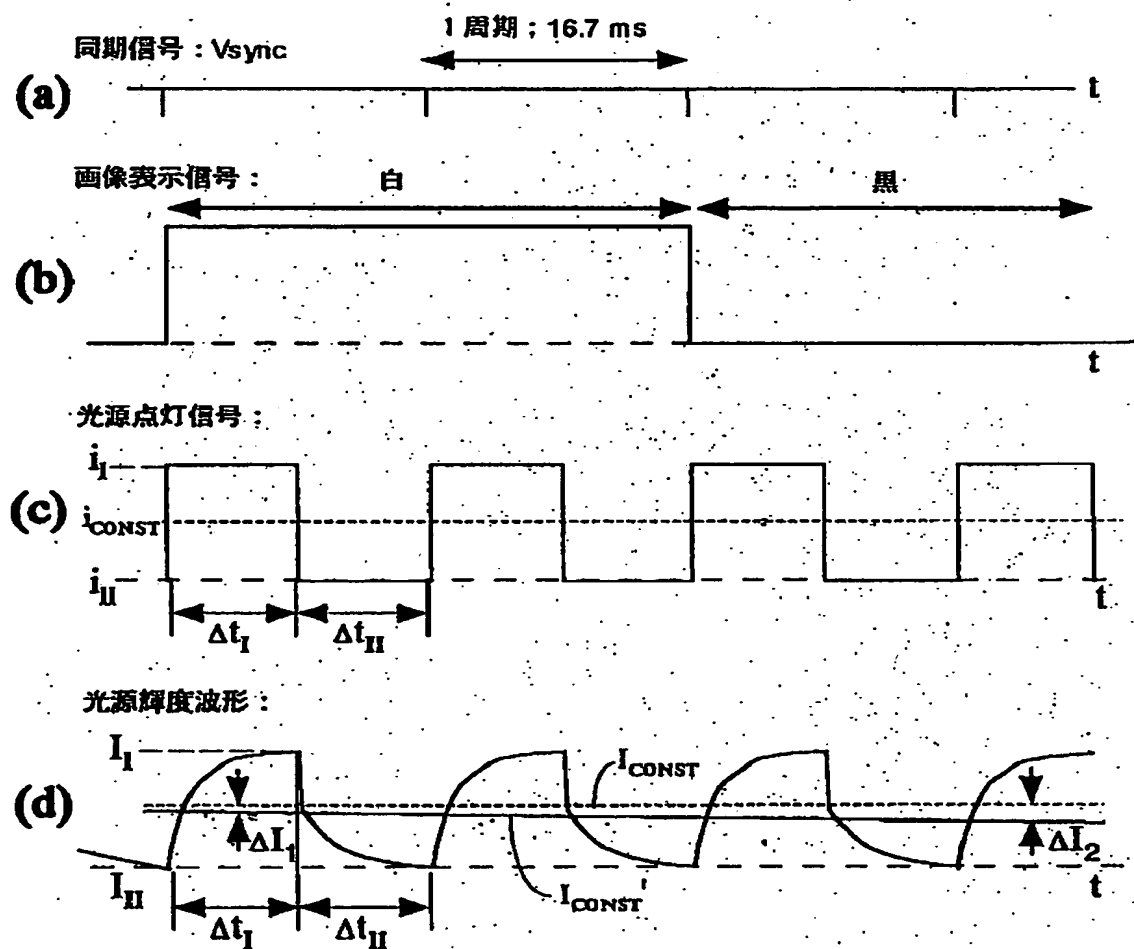 1 周期 ; 16.7 ms
同期信号 : Vsync
(a)
t
画像表示信号 :
白
黒
(b)
t
光源点灯信号 :
i_I
(c)
i_CONST
i_II
t
Δt_I
Δt_II
光源輝度波形 :
I_I
I_CONST
(d)
ΔI_1
ΔI_2
I_II
I_CONST'
t
Δt_I
Δt_II